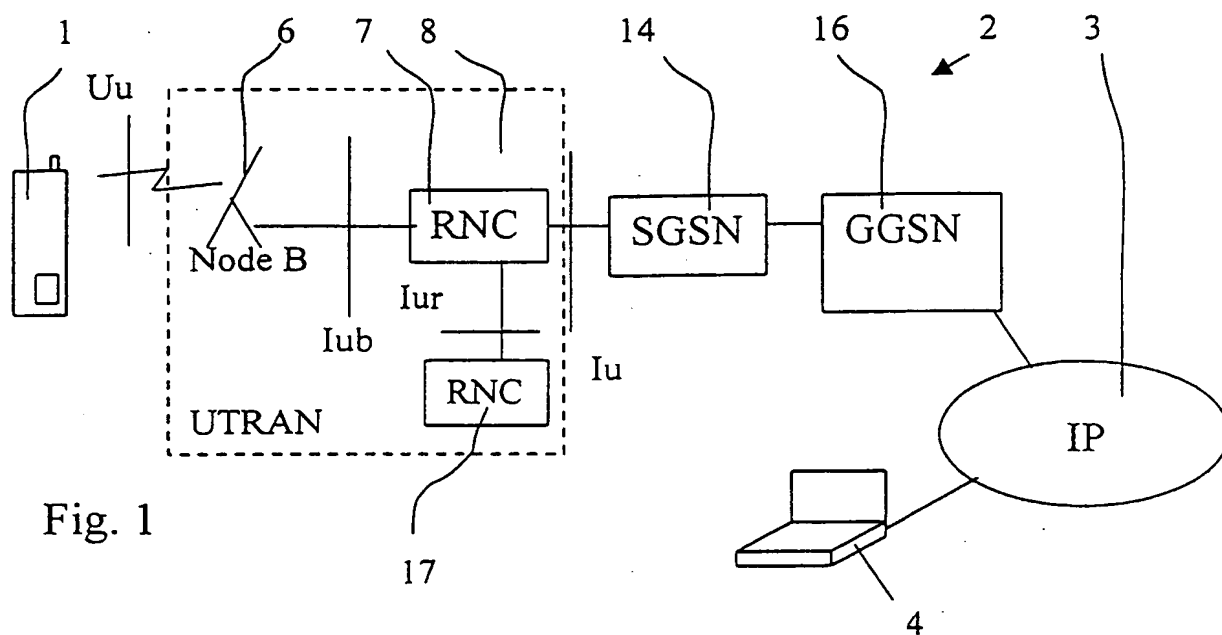 1 6 7 8 14 16 2 3
Uu
RNC SGSN GGSN
Node B
Iur
Iub
Iu
RNC
UTRAN
IP
Fig. 1
17
4